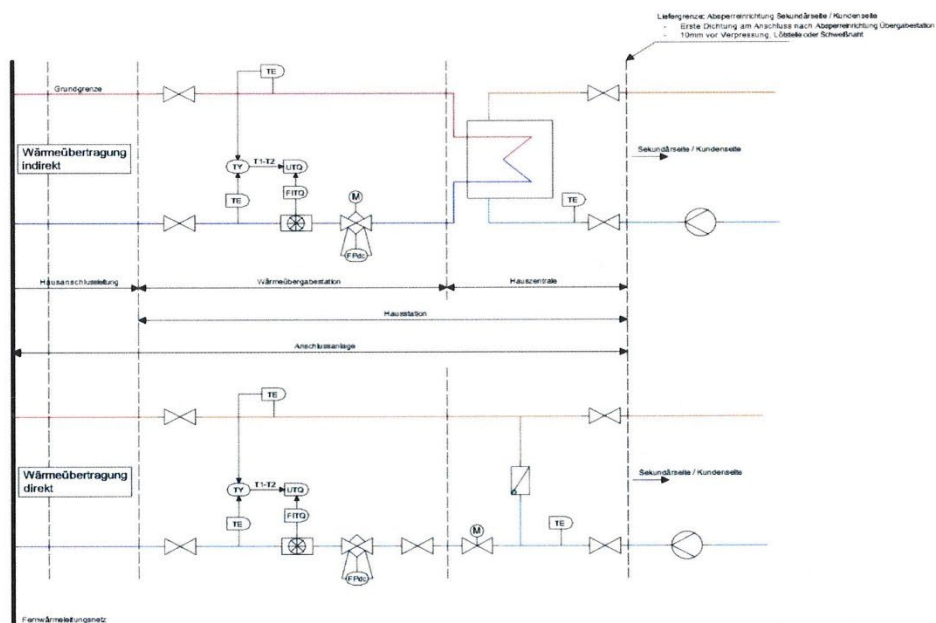 Liefergrenze: Absperreinrichtung Sekundärseite / Kundenseite
- Erste Dichtung am Anschluss nach Absperreinrichtung Übergabestation
- 10mm vor Verpressung, Lötstelle oder Schweißnaht
TE
Grundgrenze
Wärmeübertragung
indirekt
TY
T1-T2
UTQ
Sekundärseite / Kundenseite
TE
FITQ
M
TE
FPdc
Hausanschlussleitung
Wärmeübergabestation
Hauszentrale
Hausstation
Anschlussanlage
TE
Wärmeübertragung
direkt
TY
T1-T2
UTQ
Sekundärseite / Kundenseite
TE
FITQ
M
TE
FPdc
Fernwärmeleitungsnetz